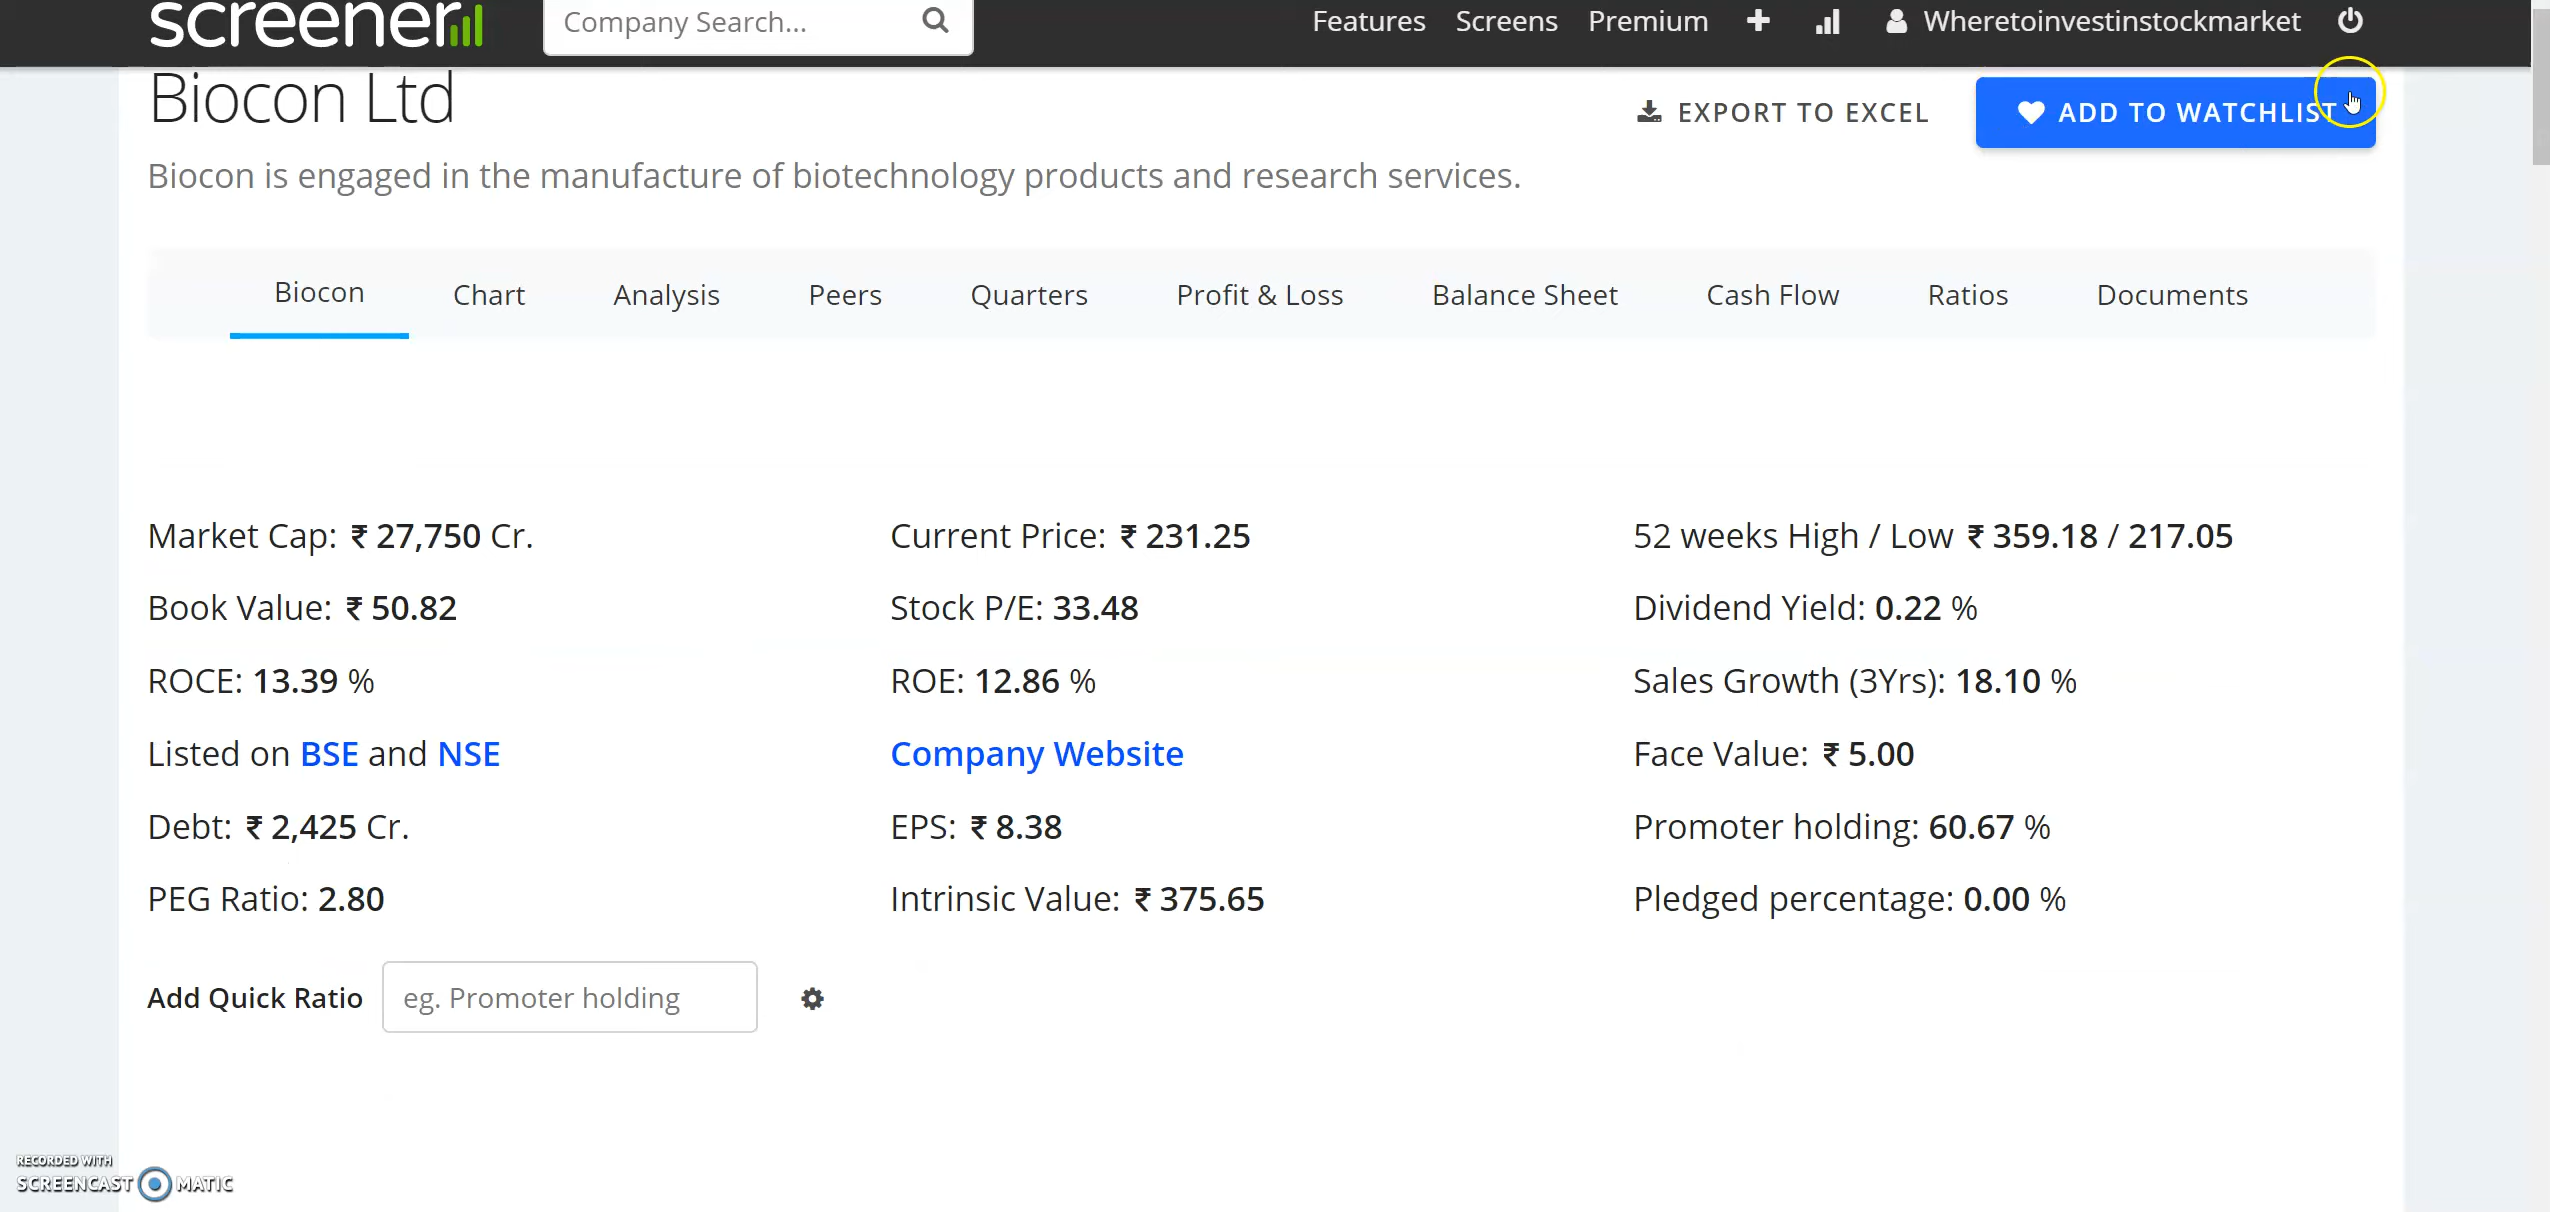 screener
Company Search...
Features Screens Premium Wheretoinvestinstockmarket
Biocon Ltd
EXPORT TO EXCEL
ADD TO WATCHLIST
Biocon is engaged in the manufacture of biotechnology products and research services.
Biocon Chart Analysis Peers Quarters Profit & Loss Balance Sheet Cash Flow Ratios Documents
Market Cap: ₹ 27,750 Cr. Current Price: ₹ 231.25 52 weeks High / Low ₹ 359.18 / 217.05
Book Value: ₹ 50.82 Stock P/E: 33.48 Dividend Yield: 0.22 %
ROCE: 13.39 % ROE: 12.86 % Sales Growth (3Yrs): 18.10 %
Listed on BSE and NSE Company Website Face Value: ₹ 5.00
Debt: ₹ 2,425 Cr. EPS: ₹ 8.38 Promoter holding: 60.67 %
PEG Ratio: 2.80 Intrinsic Value: ₹ 375.65 Pledged percentage: 0.00 %
Add Quick Ratio eg. Promoter holding
RECORDED WITH
SCREENCAST MATIC